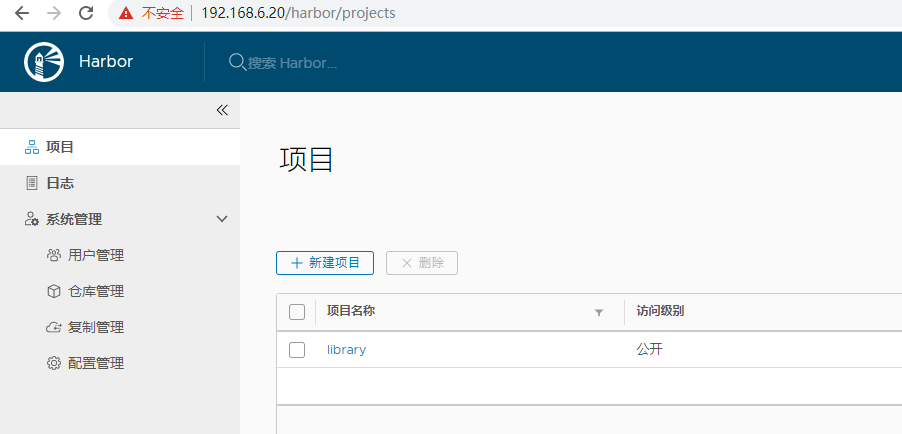 不安全 192.168.6.20/harbor/projects
Harbor
搜索 Harbor...
项目
日志
系统管理
用户管理
仓库管理
复制管理
配置管理
项目
新建项目 删除
项目名称 访问级别
library 公开